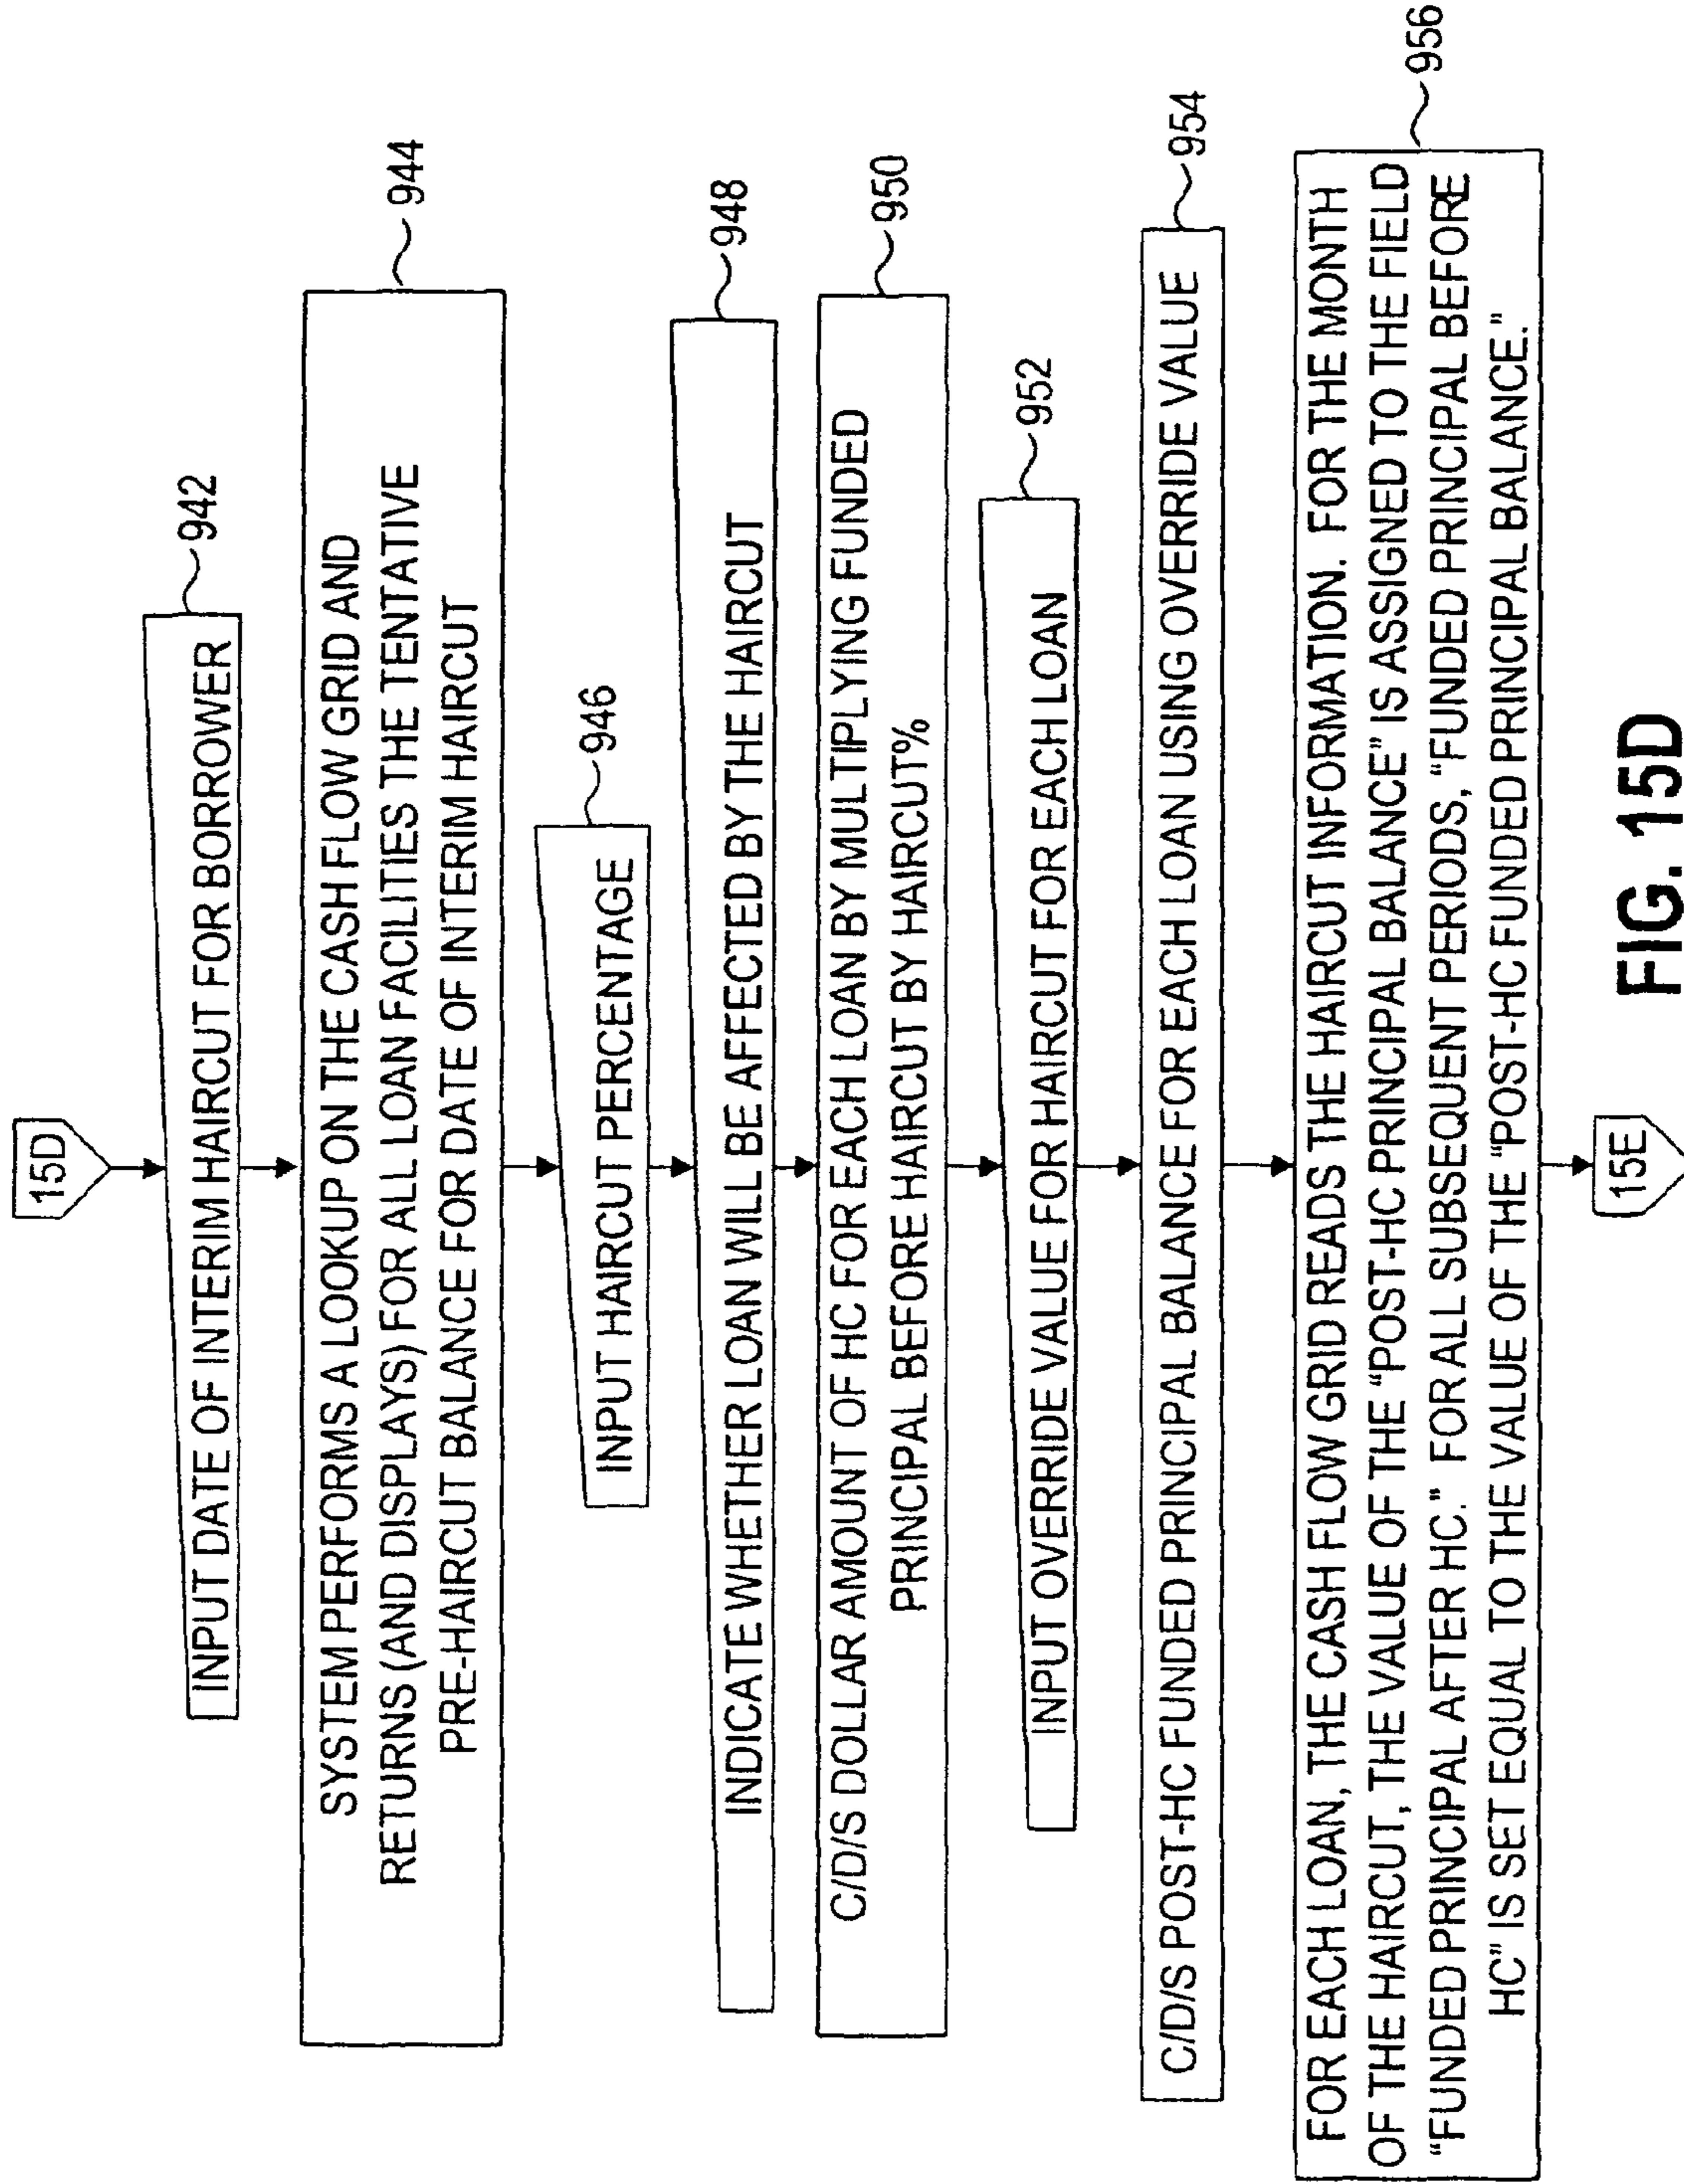 15D
INPUT DATE OF INTERIM HAIRCUT FOR BORROWER
942
SYSTEM PERFORMS A LOOKUP ON THE CASH FLOW GRID AND
RETURNS (AND DISPLAYS) FOR ALL LOAN FACILITIES THE TENTATIVE
PRE-HAIRCUT BALANCE FOR DATE OF INTERIM HAIRCUT
944
INPUT HAIRCUT PERCENTAGE
946
INDICATE WHETHER LOAN WILL BE AFFECTED BY THE HAIRCUT
948
C/D/S DOLLAR AMOUNT OF HC FOR EACH LOAN BY MULTIPLYING FUNDED
PRINCIPAL BEFORE HAIRCUT BY HAIRCUT%
950
INPUT OVERRIDE VALUE FOR HAIRCUT FOR EACH LOAN
952
C/D/S POST-HC FUNDED PRINCIPAL BALANCE FOR EACH LOAN USING OVERRIDE VALUE
954
FOR EACH LOAN, THE CASH FLOW GRID READS THE HAIRCUT INFORMATION. FOR THE MONTH
OF THE HAIRCUT, THE VALUE OF THE "POST-HC PRINCIPAL BALANCE" IS ASSIGNED TO THE FIELD
"FUNDED PRINCIPAL AFTER HC." FOR ALL SUBSEQUENT PERIODS, "FUNDED PRINCIPAL BEFORE
HC" IS SET EQUAL TO THE VALUE OF THE "POST-HC FUNDED PRINCIPAL BALANCE."
956
15E
FIG. 15D